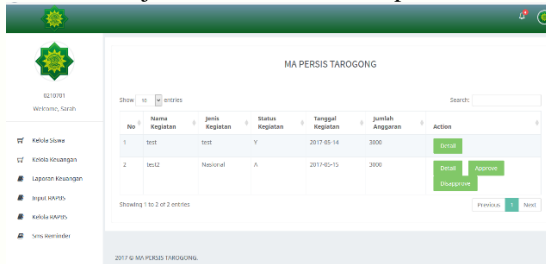 MA PERSIS TAROGONG
0219701
Welcome, Sarah
Show 10 entries
Search:
No Nama Kegiatan Jenis Kegiatan Status Kegiatan Tanggal Kegiatan Jumlah Anggaran Action
1 test test Y 2017-05-14 3000 Detail
2 test2 Nasional A 2017-05-15 3000 Detail Approve
Disapprove
Showing 1 to 2 of 2 entries
Previous 1 Next
Kelola Siswa
Kelola Keuangan
Laporan Keuangan
Input RAPBS
Kelola RAPBS
Sms Reminder
2017 © MA PERSIS TAROGONG.